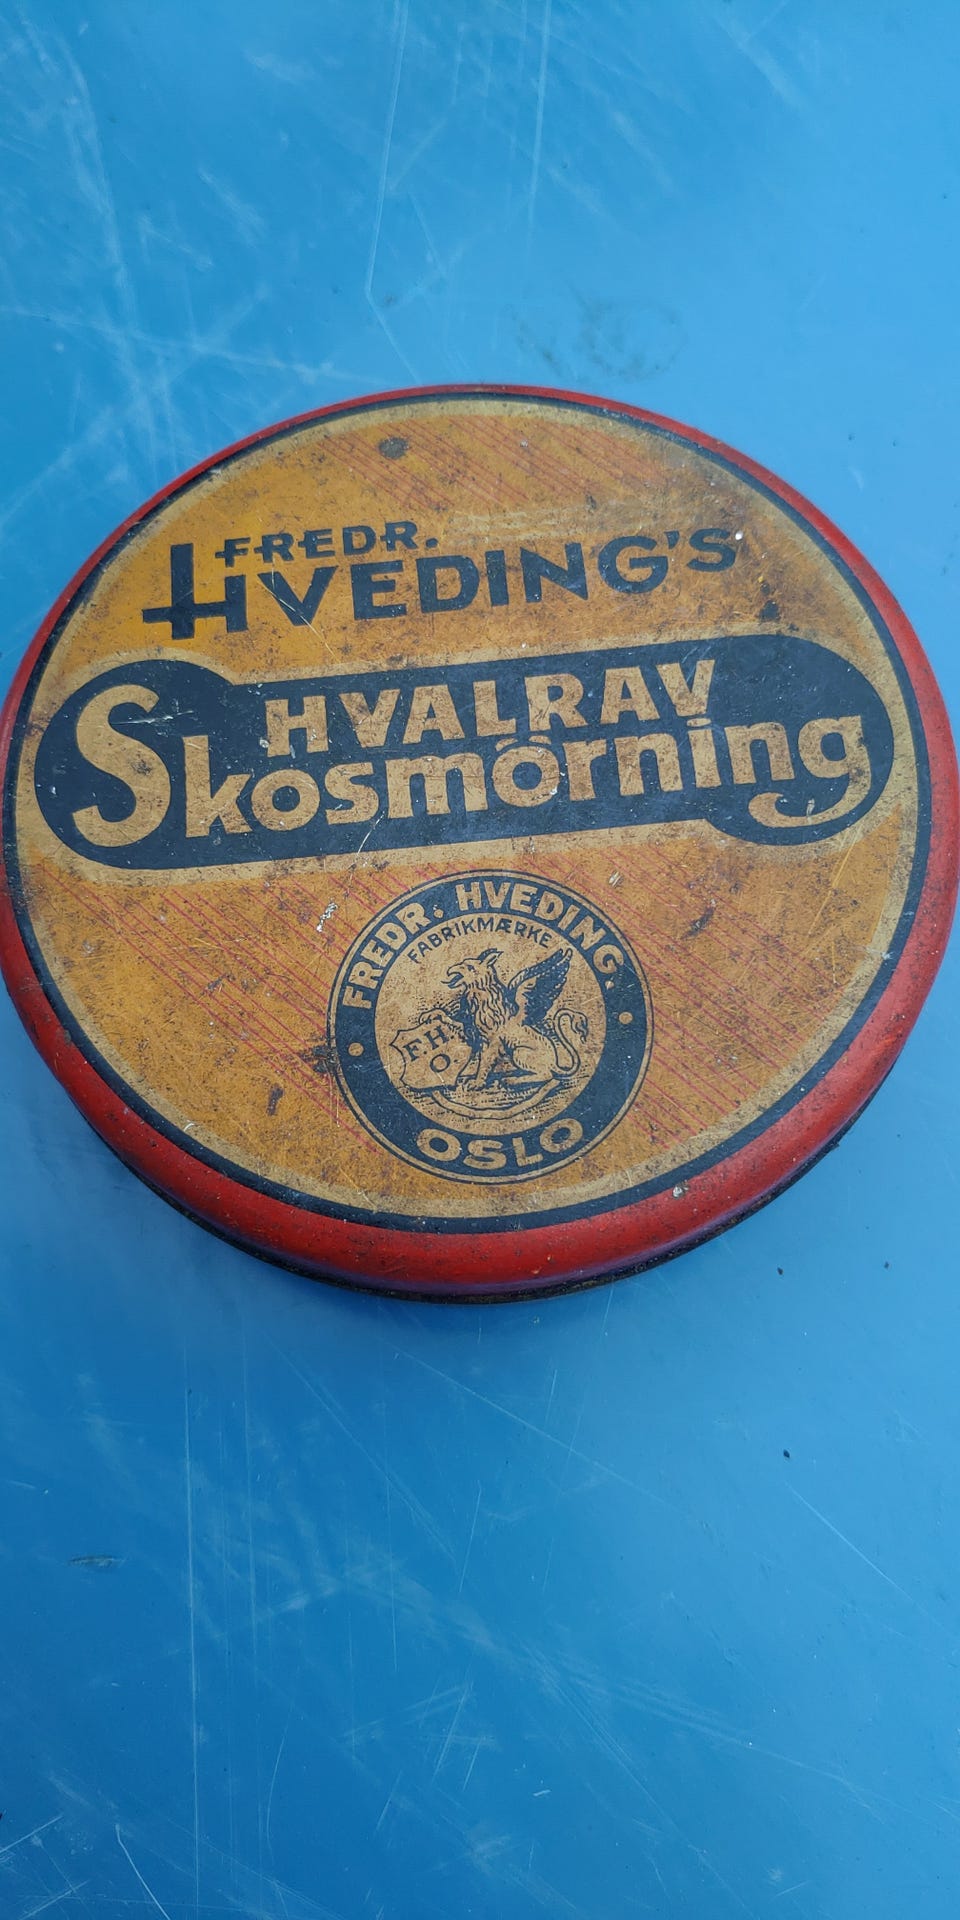 FREDR.
HVEDING'S
HVALRAV
Skosmörning
FREDR. HVEDING.
FABRIKMÆRKE
F.H.
O
OSLO